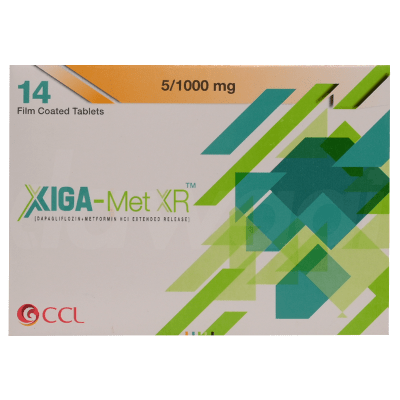 14
Film Coated Tablets
5/1000 mg
XIGA-Met XR™
[DAPAGLIFLOZIN+METFORMIN HCl EXTENDED RELEASE]
CCL